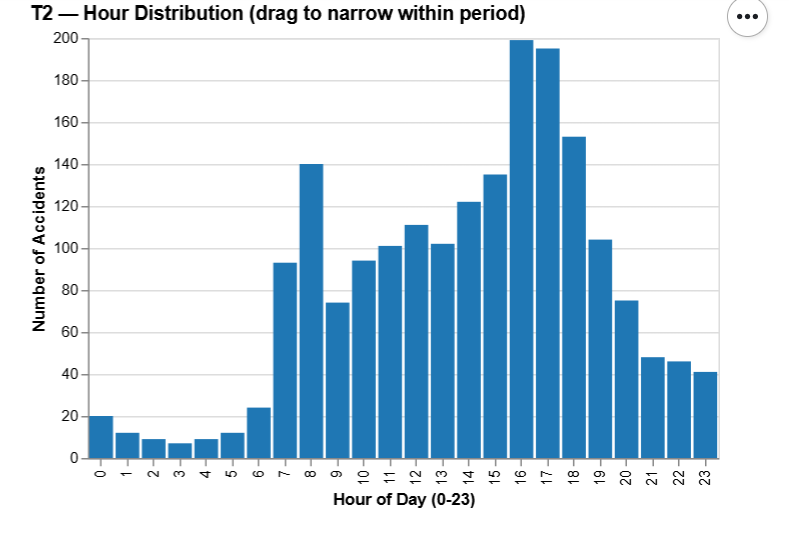 T2 — Hour Distribution (drag to narrow within period)
200
180
160
140
120
100
80
60
40
20
0
Number of Accidents
0 1 2 3 4 5 6 7 8 9 10 11 12 13 14 15 16 17 18 19 20 21 22 23
Hour of Day (0-23)